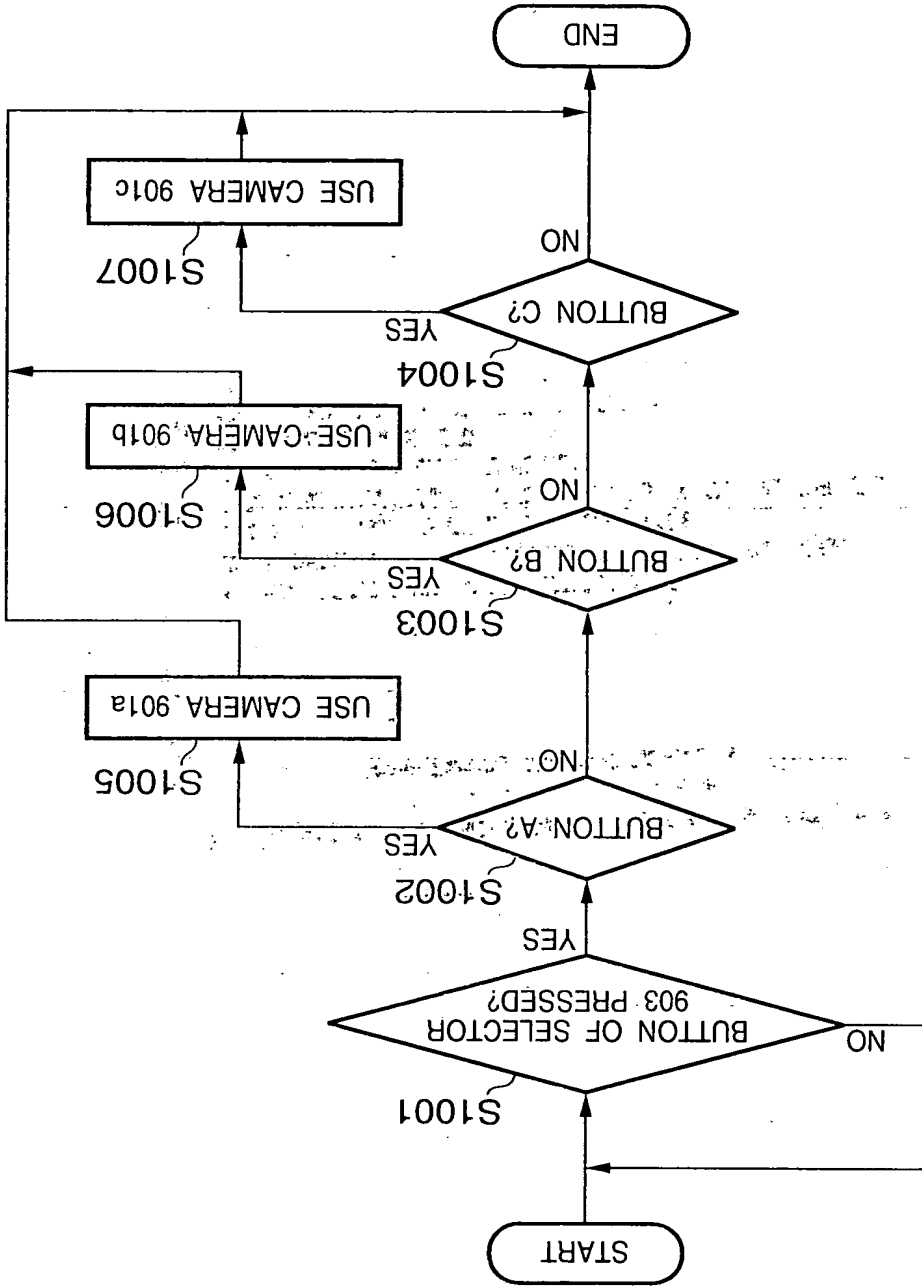 START
S1001
BUTTON OF SELECTOR
903 PRESSED?
NO
YES
S1002
BUTTON A?
YES
NO
S1005
USE CAMERA 901a
S1003
BUTTON B?
YES
NO
S1006
USE CAMERA 901b
S1004
BUTTON C?
YES
NO
S1007
USE CAMERA 901c
END